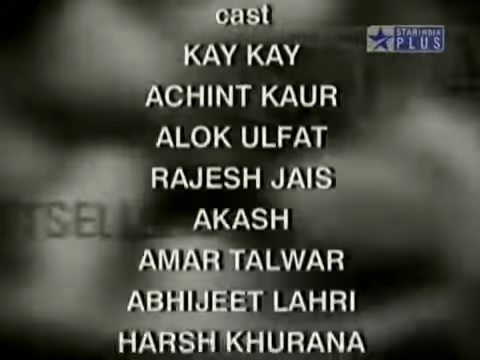 cast
STAR INDIA
PLUS
KAY KAY
ACHINT KAUR
ALOK ULFAT
RAJESH JAIS
AKASH
TSEL
AMAR TALWAR
ABHIJEET LAHRI
HARSH KHURANA